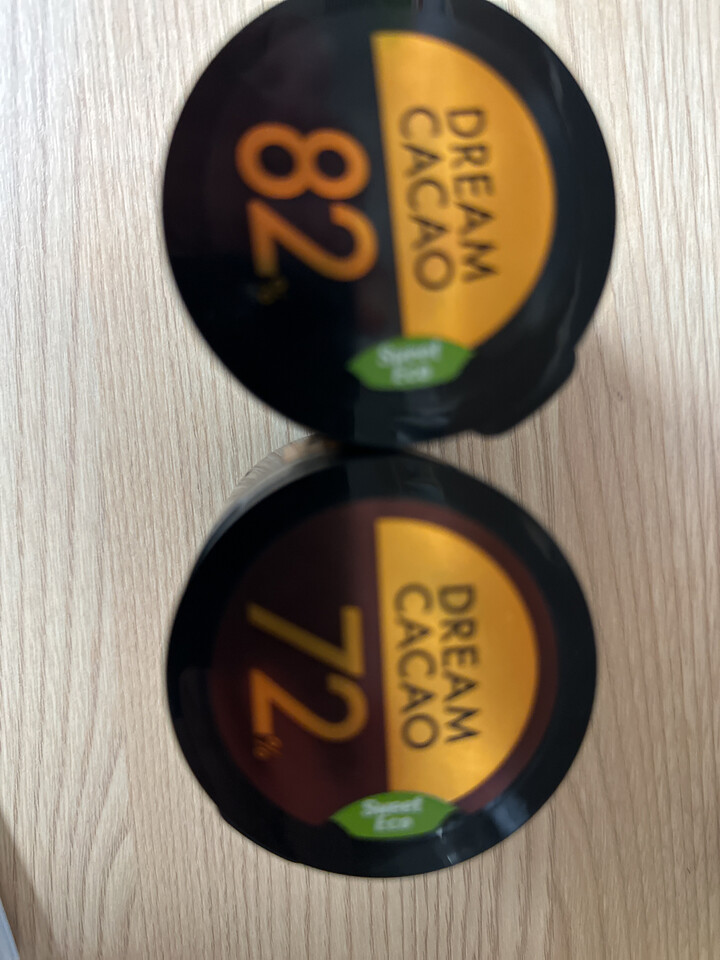 DREAM
CACAO
82%
Sweet
Eco
DREAM
CACAO
72%
Sweet
Eco